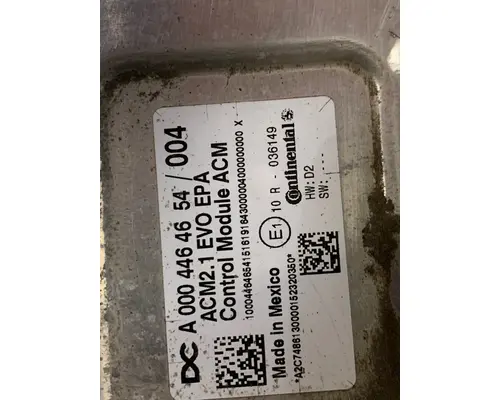 DC A 000 446 46 54 / 004
ACM2.1 EVO EPA
Control Module ACM
10004464654151619164300000400000000 X
E1 10 R - 036149
Continental
Made in Mexico
HW: D2
SW: ---
*A2C7486130000152320350*